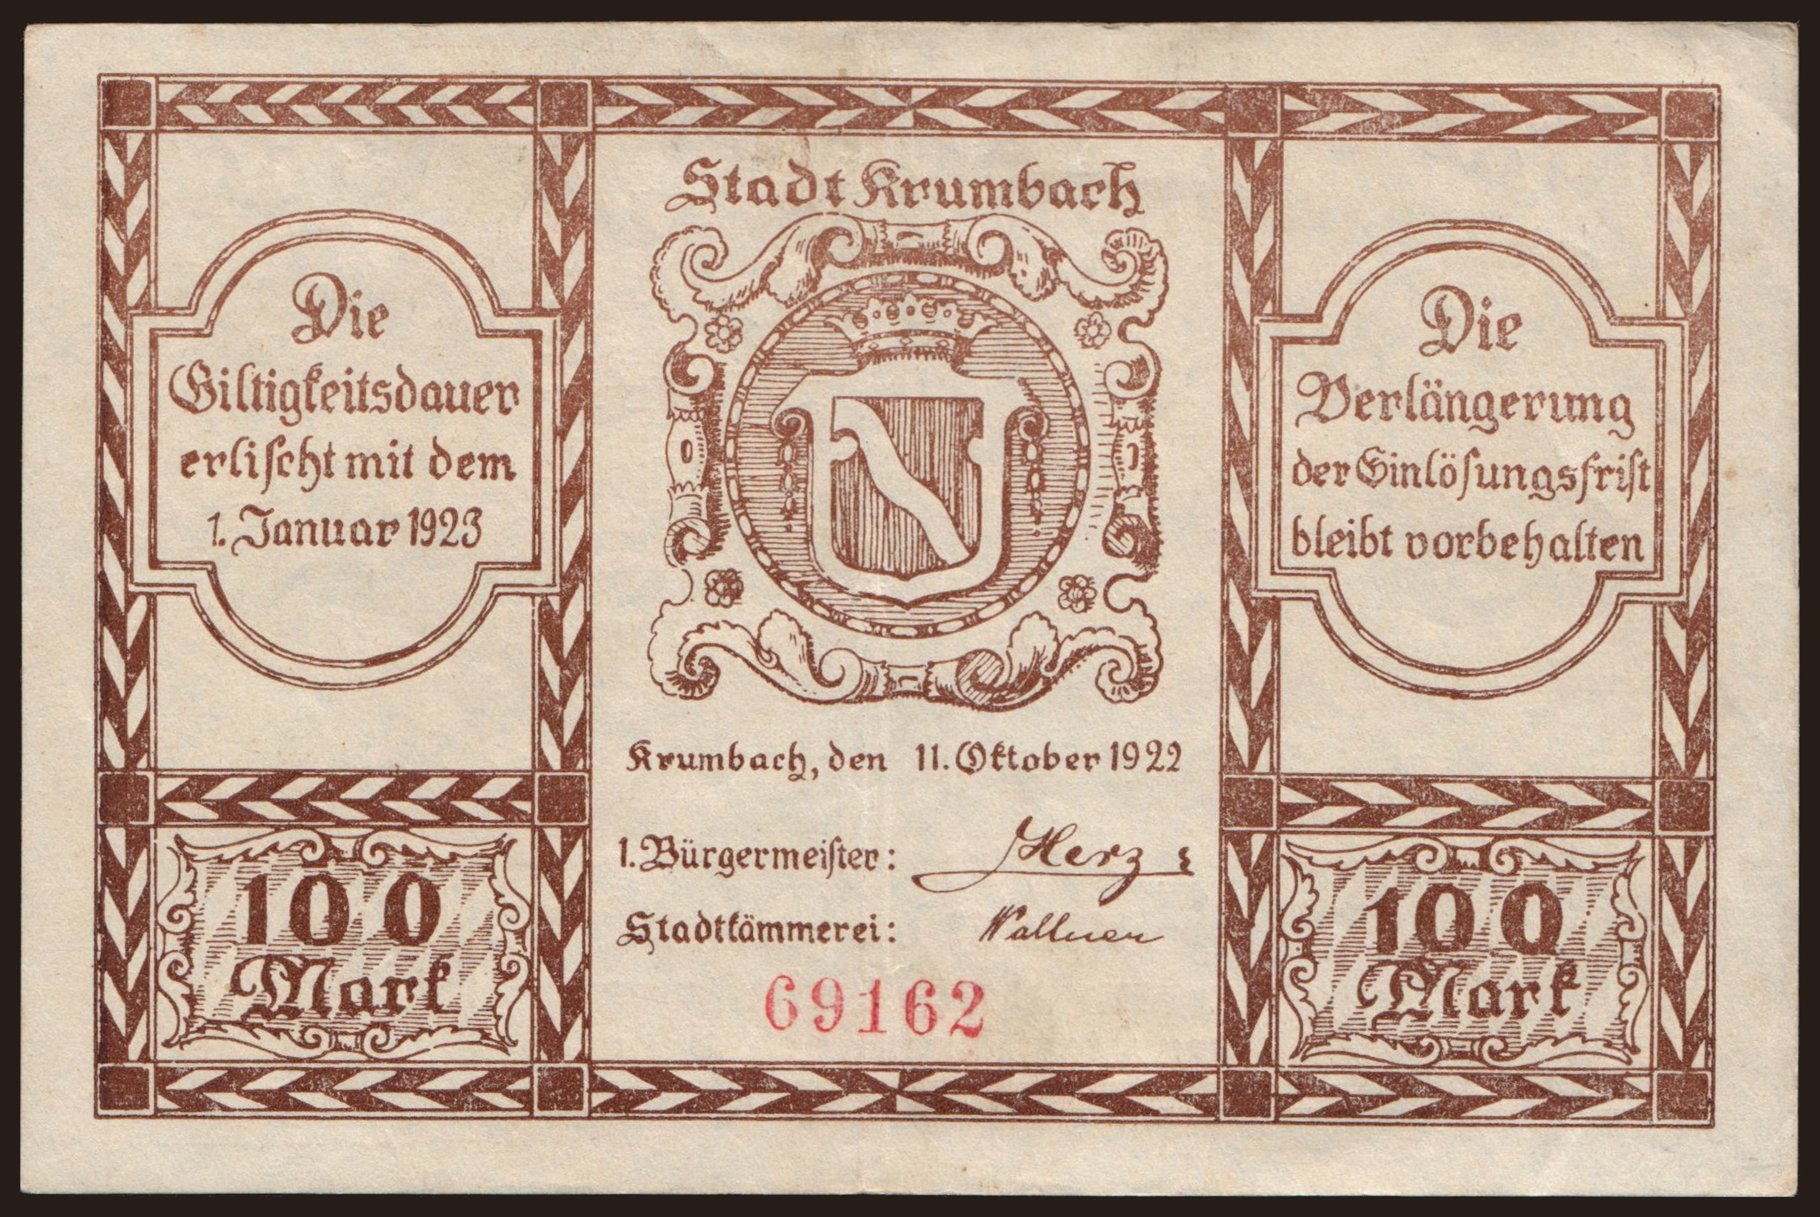 Stadt Krumbach
Die
Giltigkeitsdauer
erlischt mit dem
1. Januar 1923
Die
Verlängerung
der Einlösungsfrist
bleibt vorbehalten
Krumbach, den 11. Oktober 1922
1. Bürgermeister: Herz
Stadtkämmerei:
69162
100
Mark
100
Mark